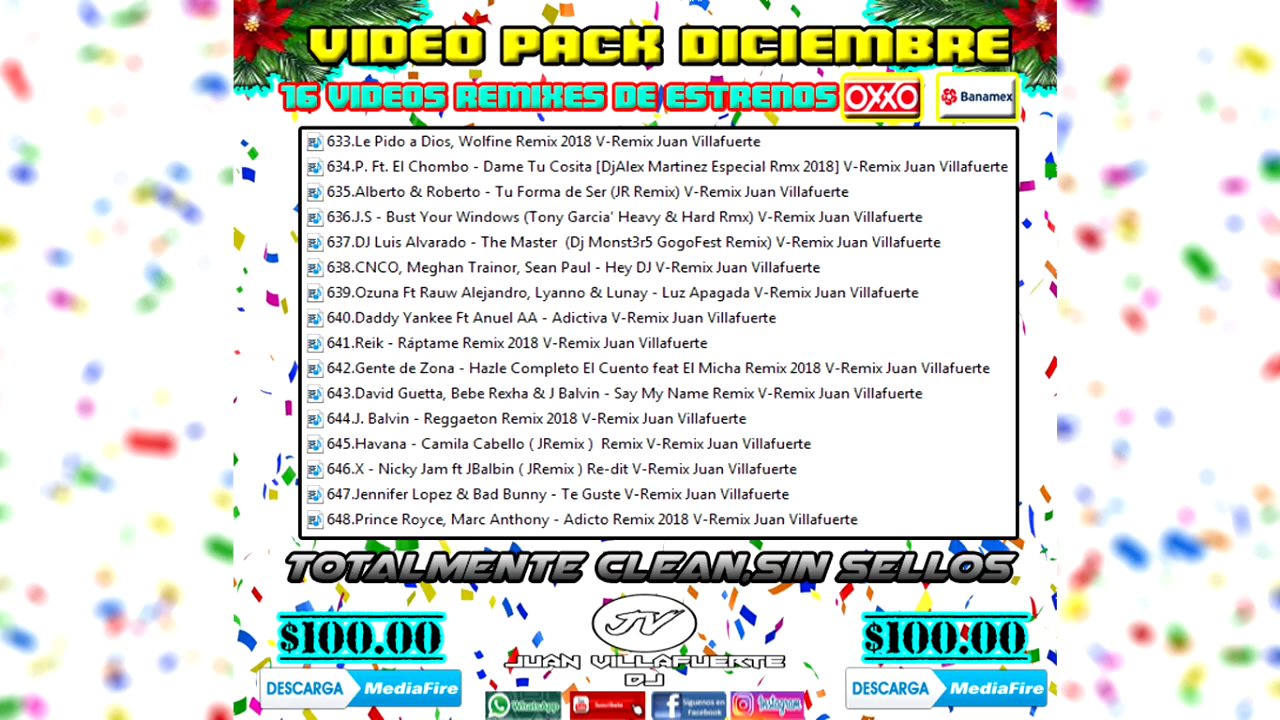 VIDEO PACK DICIEMBRE
16 VIDEOS REMIXES DE ESTRENOS OXXO Banamex
633.Le Pido a Dios, Wolfine Remix 2018 V-Remix Juan Villafuerte
634.P. Ft. El Chombo - Dame Tu Cosita [DjAlex Martinez Especial Rmx 2018] V-Remix Juan Villafuerte
635.Alberto & Roberto - Tu Forma de Ser (JR Remix) V-Remix Juan Villafuerte
636.J.S - Bust Your Windows (Tony Garcia' Heavy & Hard Rmx) V-Remix Juan Villafuerte
637.DJ Luis Alvarado - The Master  (Dj Monst3r5 GogoFest Remix) V-Remix Juan Villafuerte
638.CNCO, Meghan Trainor, Sean Paul - Hey DJ V-Remix Juan Villafuerte
639.Ozuna Ft Rauw Alejandro, Lyanno & Lunay - Luz Apagada V-Remix Juan Villafuerte
640.Daddy Yankee Ft Anuel AA - Adictiva V-Remix Juan Villafuerte
641.Reik - Ráptame Remix 2018 V-Remix Juan Villafuerte
642.Gente de Zona - Hazle Completo El Cuento feat El Micha Remix 2018 V-Remix Juan Villafuerte
643.David Guetta, Bebe Rexha & J Balvin - Say My Name Remix V-Remix Juan Villafuerte
644.J. Balvin - Reggaeton Remix 2018 V-Remix Juan Villafuerte
645.Havana - Camila Cabello ( JRemix )  Remix V-Remix Juan Villafuerte
646.X - Nicky Jam ft JBalbin ( JRemix ) Re-dit V-Remix Juan Villafuerte
647.Jennifer Lopez & Bad Bunny - Te Guste V-Remix Juan Villafuerte
648.Prince Royce, Marc Anthony - Adicto Remix 2018 V-Remix Juan Villafuerte
TOTALMENTE CLEAN,SIN SELLOS
$100.00 JV $100.00
JUAN VILLAFUERTE
DJ
DESCARGA MediaFire DESCARGA MediaFire
WhatsApp Suscribete Siguenos en Facebook Instagram